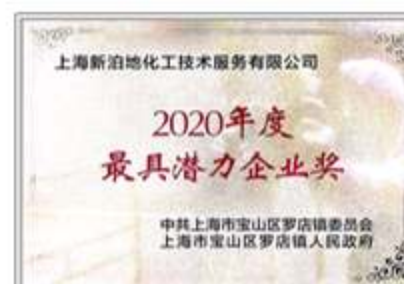 上海新泊地化工技术服务有限公司
2020年度
最具潜力企业奖
中共上海市宝山区罗店镇委员会
上海市宝山区罗店镇人民政府